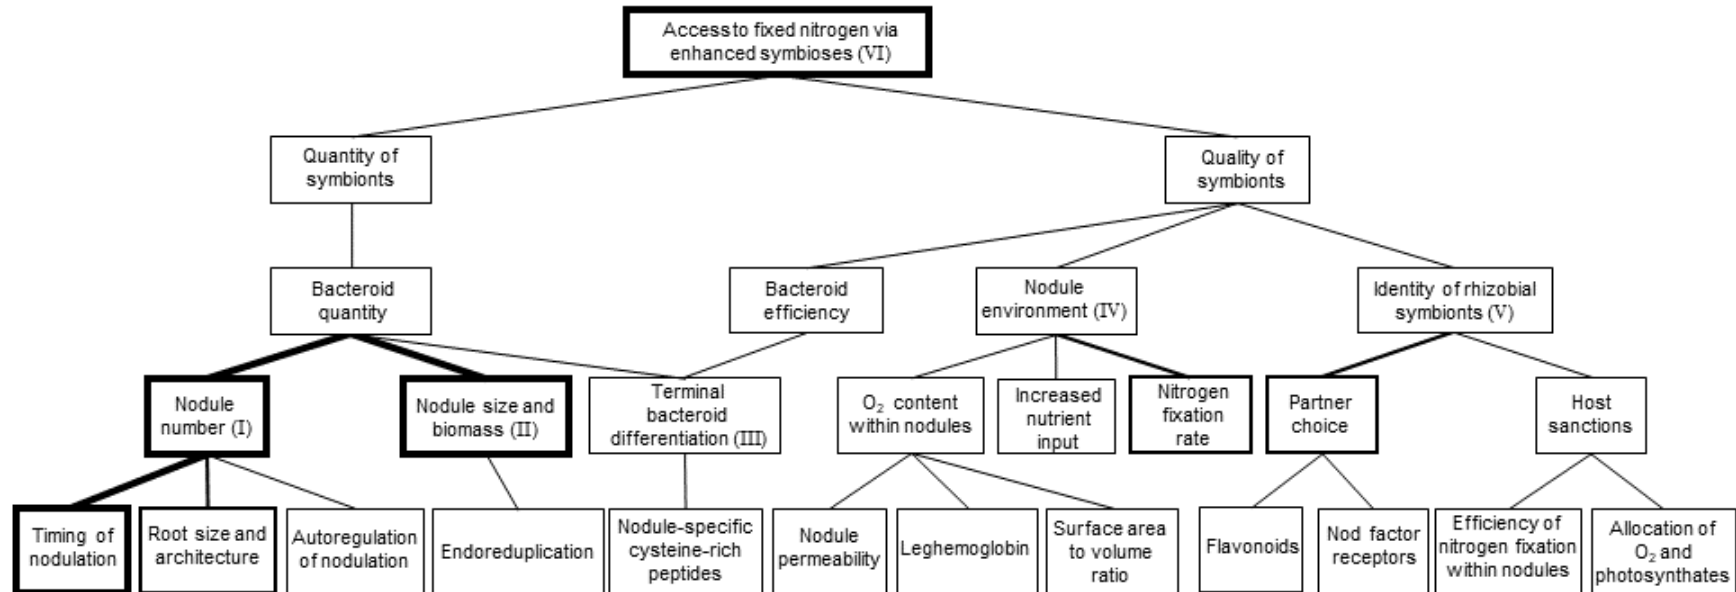 Access to fixed nitrogen via
enhanced symbioses (VI)
Quantity of
symbionts
Quality of
symbionts
Bacteroid
quantity
Bacteroid
efficiency
Nodule
environment (IV)
Identity of rhizobial
symbionts (V)
Nodule
number (I)
Nodule size and
biomass (II)
Terminal
bacteroid
differentiation (III)
O₂ content
within nodules
Increased
nutrient
input
Nitrogen
fixation
rate
Partner
choice
Host
sanctions
Timing of
nodulation
Root size and
architecture
Autoregulation
of nodulation
Endoreduplication
Nodule-specific
cysteine-rich
peptides
Nodule
permeability
Leghemoglobin
Surface area
to volume
ratio
Flavonoids
Nod factor
receptors
Efficiency of
nitrogen fixation
within nodules
Allocation of
O₂ and
photosynthates